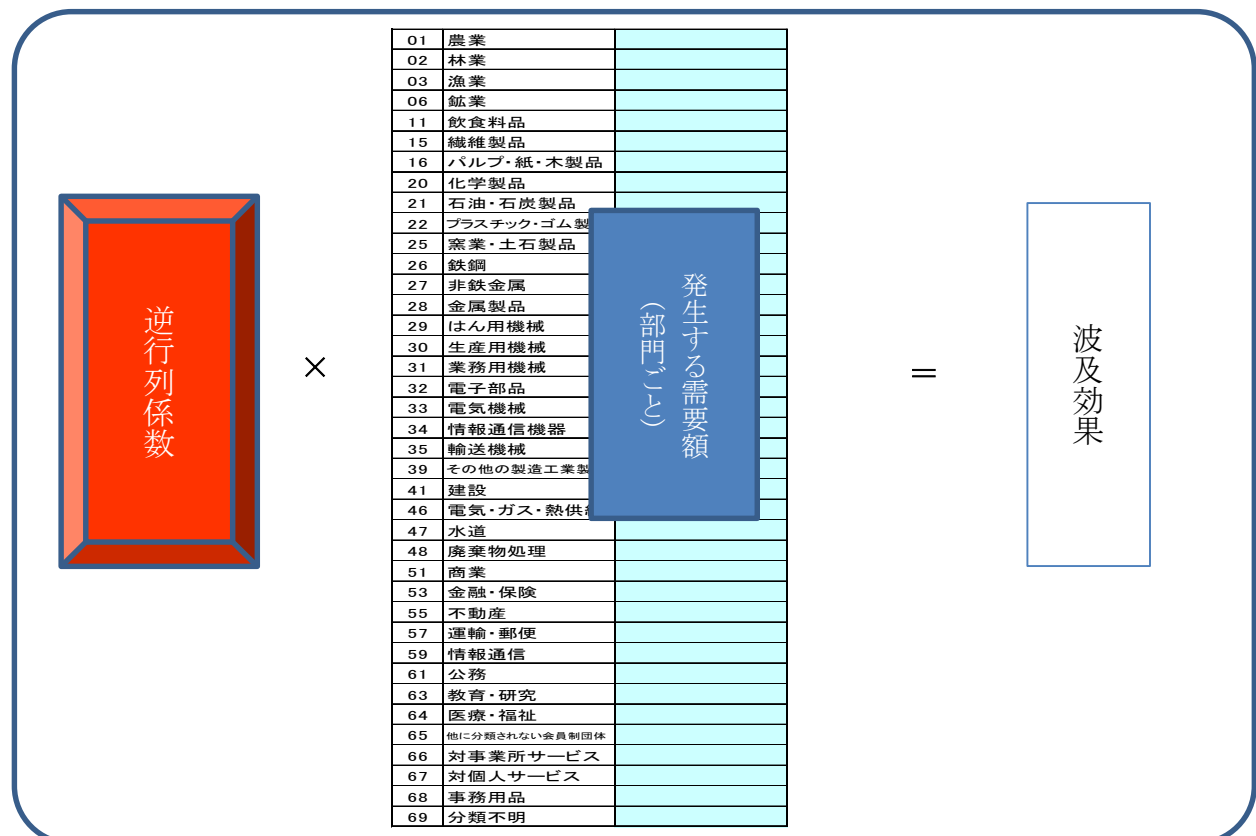 逆行列係数
×
01 農業
02 林業
03 漁業
06 鉱業
11 飲食料品
15 繊維製品
16 パルプ・紙・木製品
20 化学製品
21 石油・石炭製品
22 プラスチック・ゴム製
25 窯業・土石製品
26 鉄鋼
27 非鉄金属
28 金属製品
29 はん用機械
30 生産用機械
31 業務用機械
32 電子部品
33 電気機械
34 情報通信機器
35 輸送機械
39 その他の製造工業製
41 建設
46 電気・ガス・熱供
47 水道
48 廃棄物処理
51 商業
53 金融・保険
55 不動産
57 運輸・郵便
59 情報通信
61 公務
63 教育・研究
64 医療・福祉
65 他に分類されない会員制団体
66 対事業所サービス
67 対個人サービス
68 事務用品
69 分類不明
発生する需要額
（部門ごと）
＝
波及効果